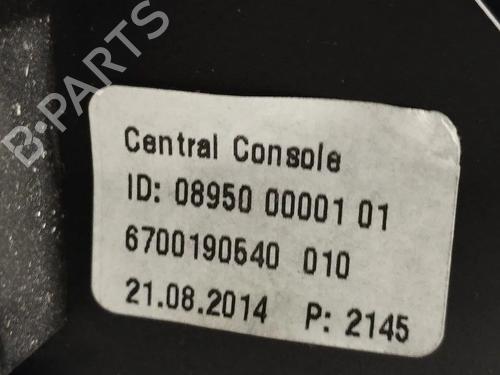 B-PARTS
Central Console
ID: 08950 00001 01
6700190640 010
21.08.2014 P: 2145